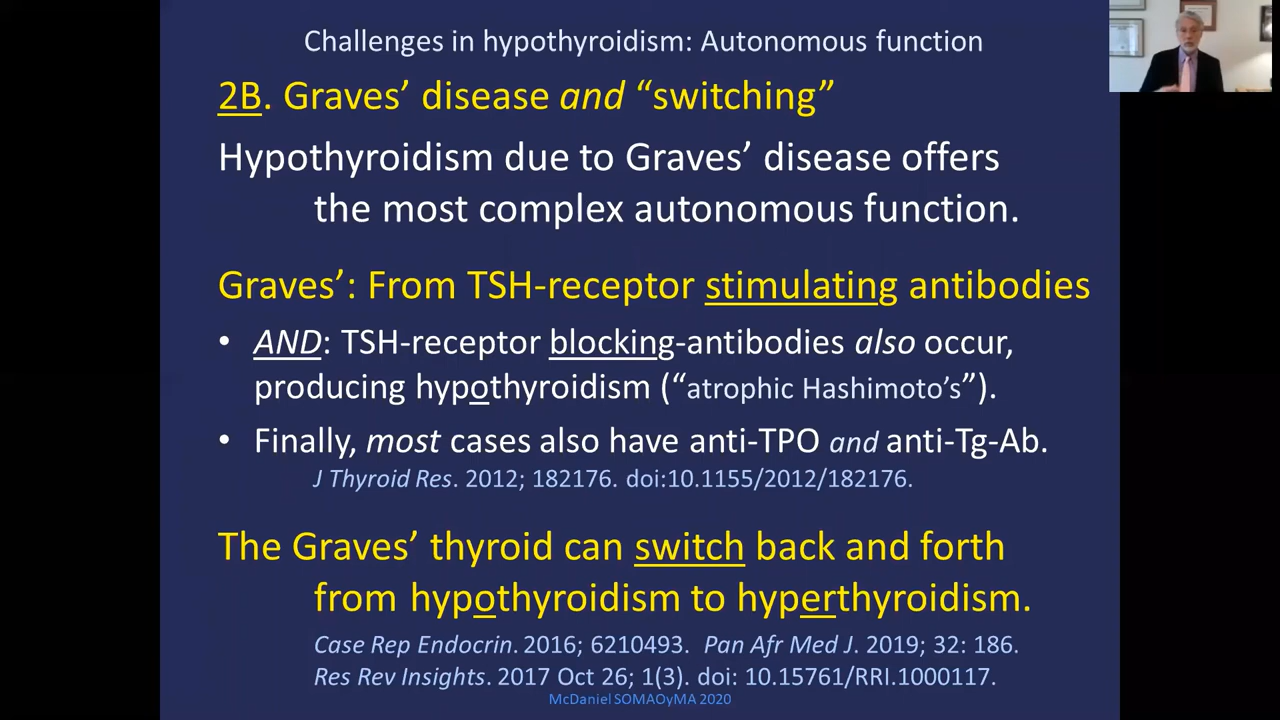 Challenges in hypothyroidism: Autonomous function
2B. Graves’ disease and “switching”
Hypothyroidism due to Graves’ disease offers
the most complex autonomous function.
Graves’: From TSH-receptor stimulating antibodies
• AND: TSH-receptor blocking-antibodies also occur,
producing hypothyroidism (“atrophic Hashimoto’s”).
• Finally, most cases also have anti-TPO and anti-Tg-Ab.
J Thyroid Res. 2012; 182176. doi:10.1155/2012/182176.
The Graves’ thyroid can switch back and forth
from hypothyroidism to hyperthyroidism.
Case Rep Endocrin. 2016; 6210493. Pan Afr Med J. 2019; 32: 186.
Res Rev Insights. 2017 Oct 26; 1(3). doi: 10.15761/RRI.1000117.
McDaniel SOMAOyMA 2020